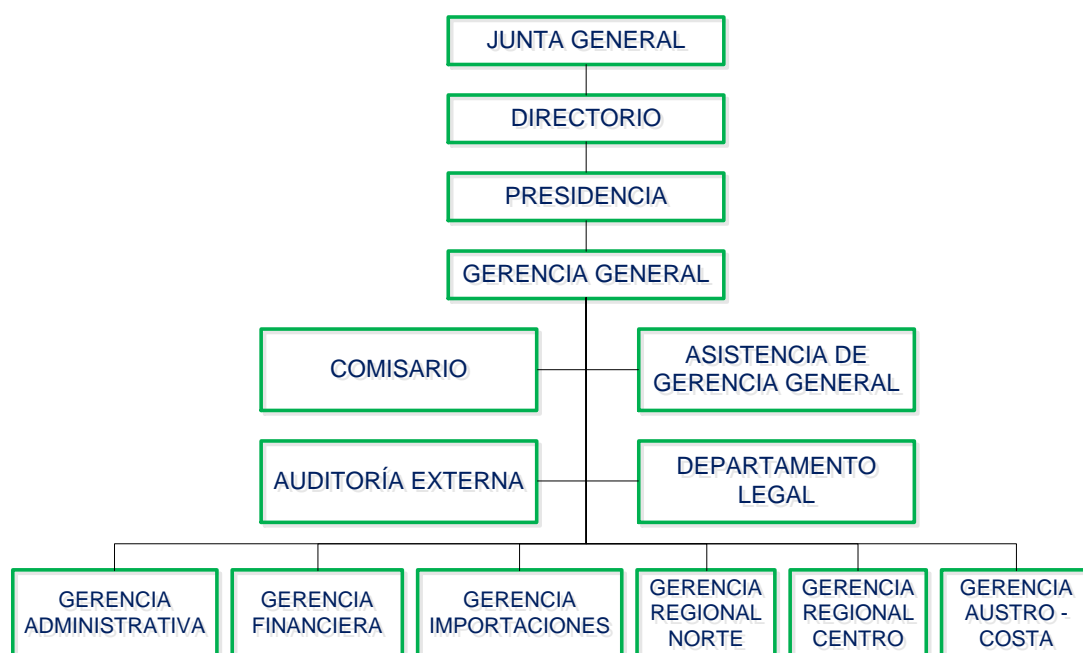 JUNTA GENERAL
DIRECTORIO
PRESIDENCIA
GERENCIA GENERAL
COMISARIO
ASISTENCIA DE
GERENCIA GENERAL
AUDITORÍA EXTERNA
DEPARTAMENTO
LEGAL
GERENCIA
ADMINISTRATIVA
GERENCIA
FINANCIERA
GERENCIA
IMPORTACIONES
GERENCIA
REGIONAL
NORTE
GERENCIA
REGIONAL
CENTRO
GERENCIA
AUSTRO -
COSTA